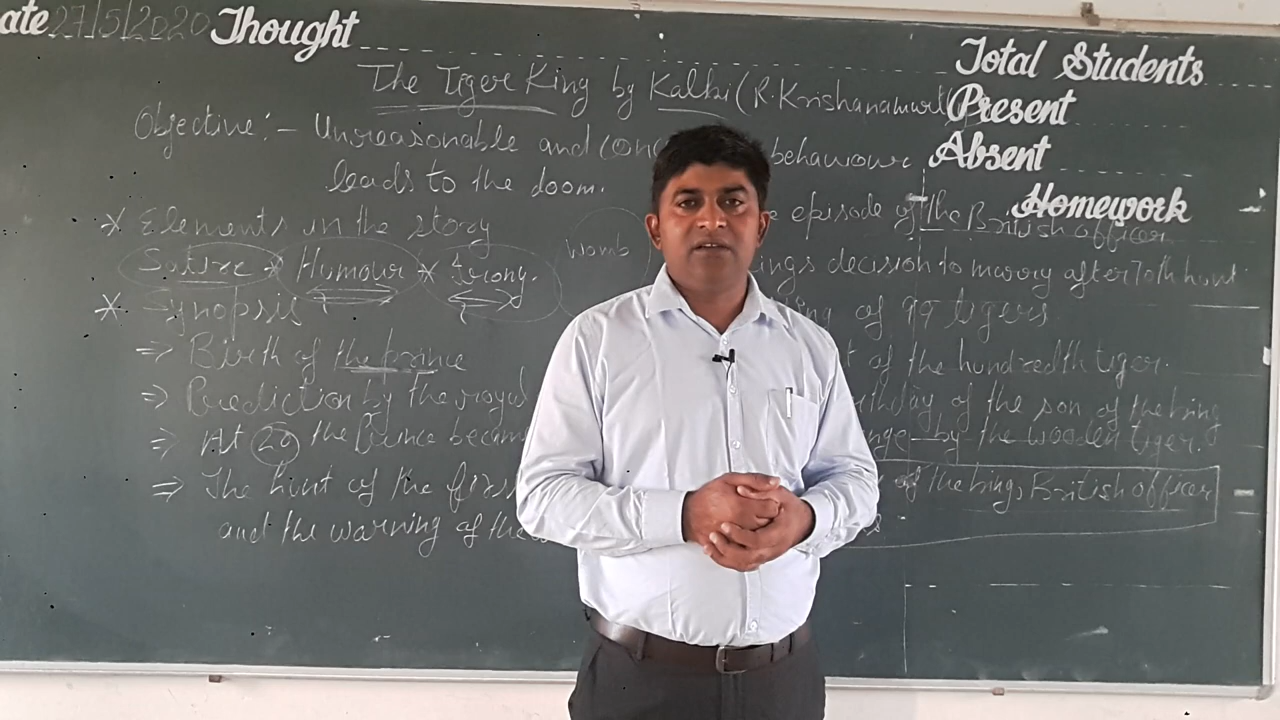 ate 27/5/2020 Thought
Total Students
The Tiger King by Kalki (R. Krishanamurt
Present
Objective:- Unreasonable and behaviour
Absent
leads to the doom.
Homework
* Elements in the story
Satire * Humour * Irony.
womb
* Synopsis
⇒ Birth of the prince
⇒ Prediction by the royal
⇒ At 20 the Prince became
⇒ The hunt of the firs
and the warning of the
episode of the British officer
ings decision to marry after 70th hunt
ing of 99 tigers
t of the hundredth tiger.
rthday of the son of the king
by the wooden tiger.
of the king, British officer